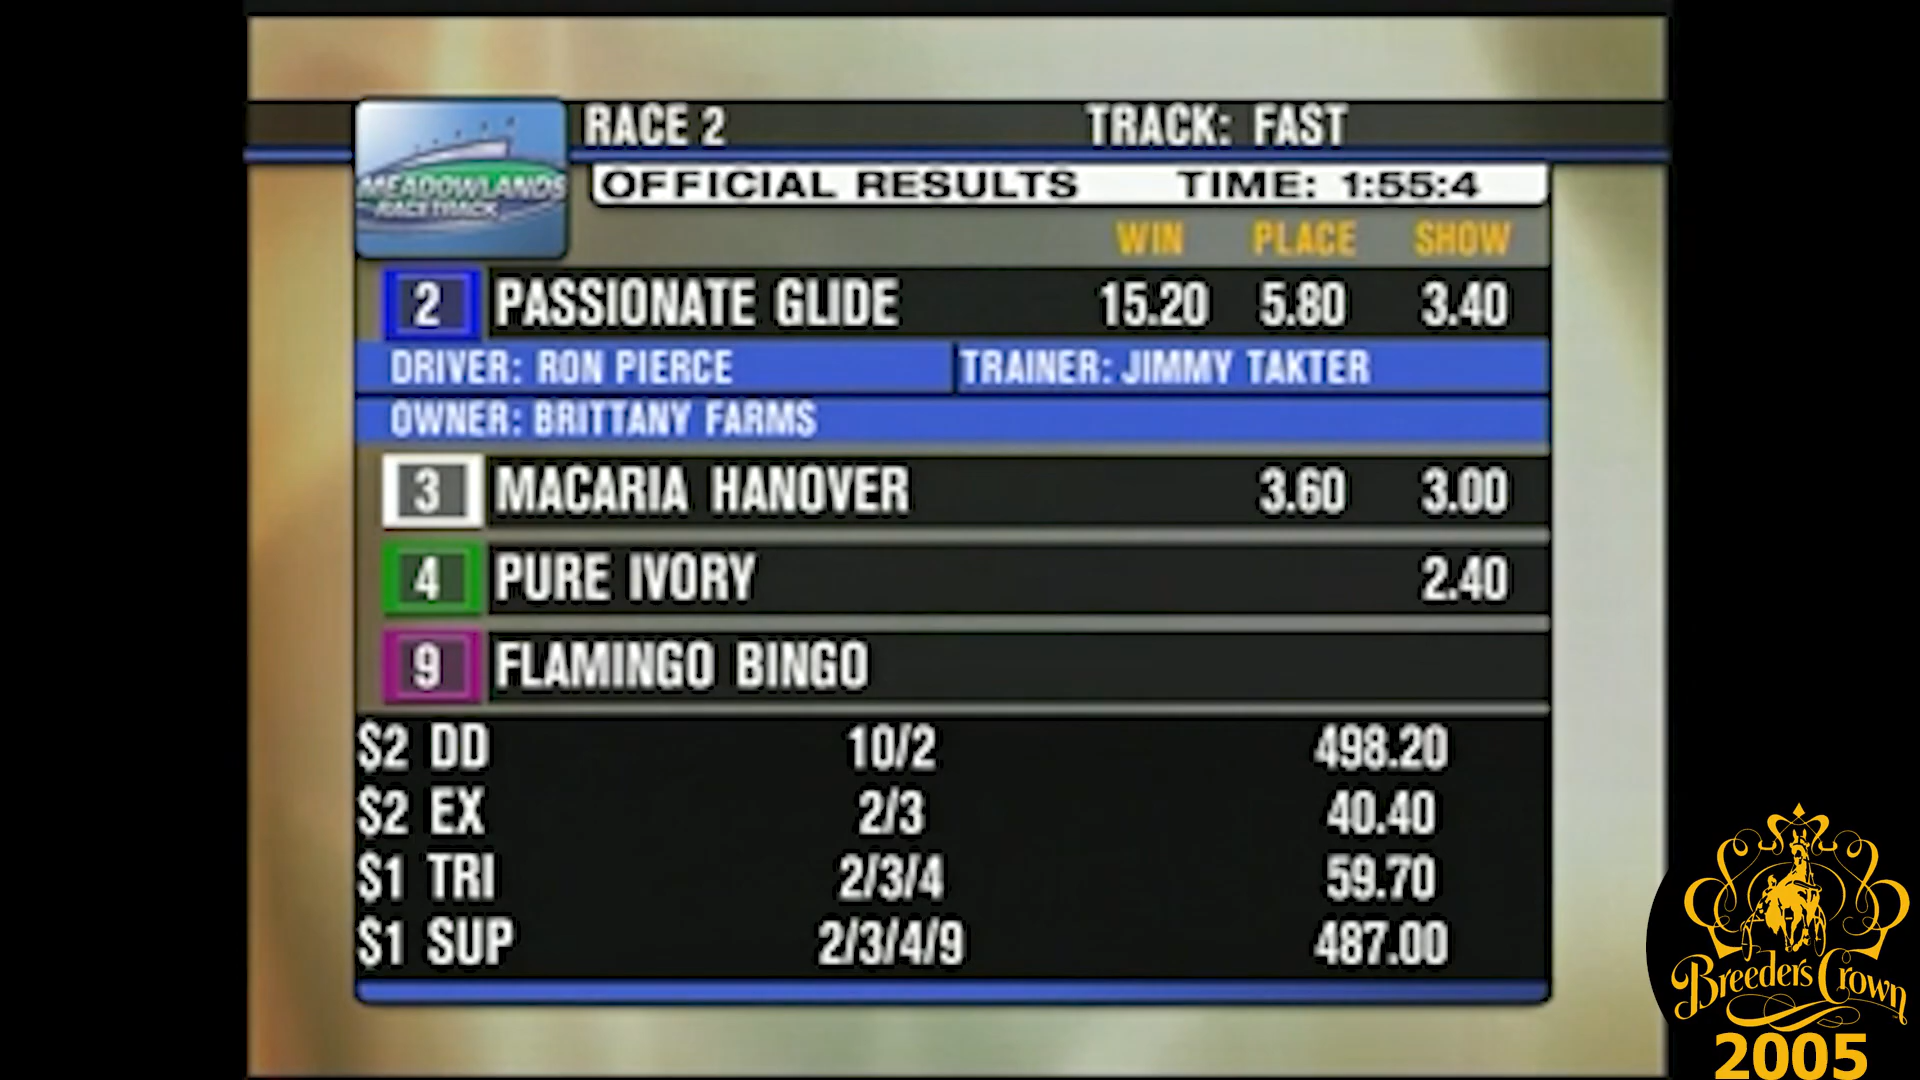 RACE 2 TRACK: FAST
MEADOWLANDS
RACETRACK
OFFICIAL RESULTS TIME: 1:55:4
WIN PLACE SHOW
2 PASSIONATE GLIDE 15.20 5.80 3.40
DRIVER: RON PIERCE TRAINER: JIMMY TAKTER
OWNER: BRITTANY FARMS
3 MACARIA HANOVER 3.60 3.00
4 PURE IVORY 2.40
9 FLAMINGO BINGO
$2 DD 10/2 498.20
$2 EX 2/3 40.40
$1 TRI 2/3/4 59.70
$1 SUP 2/3/4/9 487.00
Breeders Crown
2005